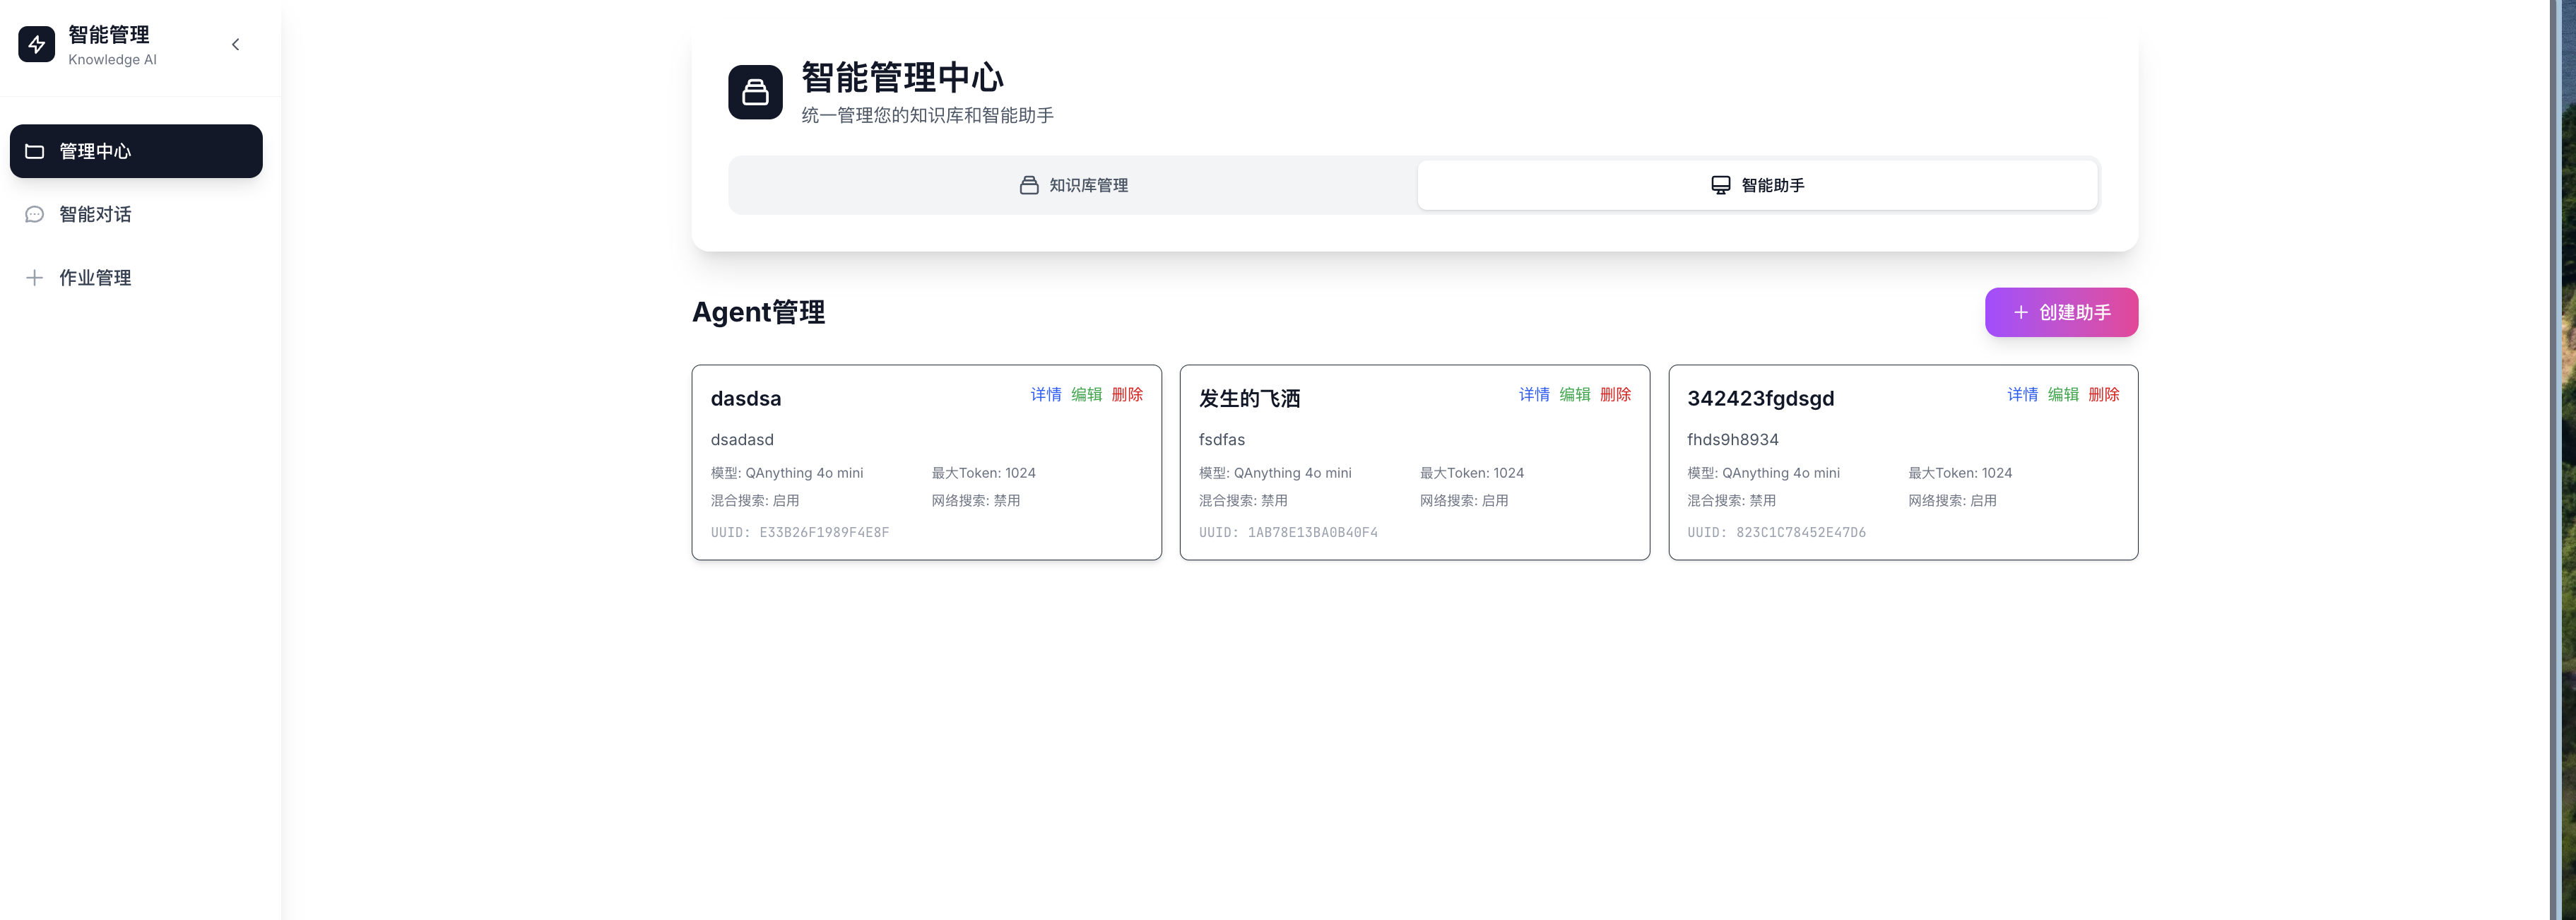 智能管理
Knowledge AI
管理中心
智能对话
作业管理
智能管理中心
统一管理您的知识库和智能助手
知识库管理
智能助手
Agent管理
创建助手
dasdsa 详情 编辑 删除
dsadasd
模型: QAnything 4o mini 最大Token: 1024
混合搜索: 启用 网络搜索: 禁用
UUID: E33B26F1989F4E8F
发生的飞洒 详情 编辑 删除
fsdfas
模型: QAnything 4o mini 最大Token: 1024
混合搜索: 禁用 网络搜索: 启用
UUID: 1AB78E13BA0B40F4
342423fgdsgd 详情 编辑 删除
fhds9h8934
模型: QAnything 4o mini 最大Token: 1024
混合搜索: 禁用 网络搜索: 启用
UUID: 823C1C78452E47D6